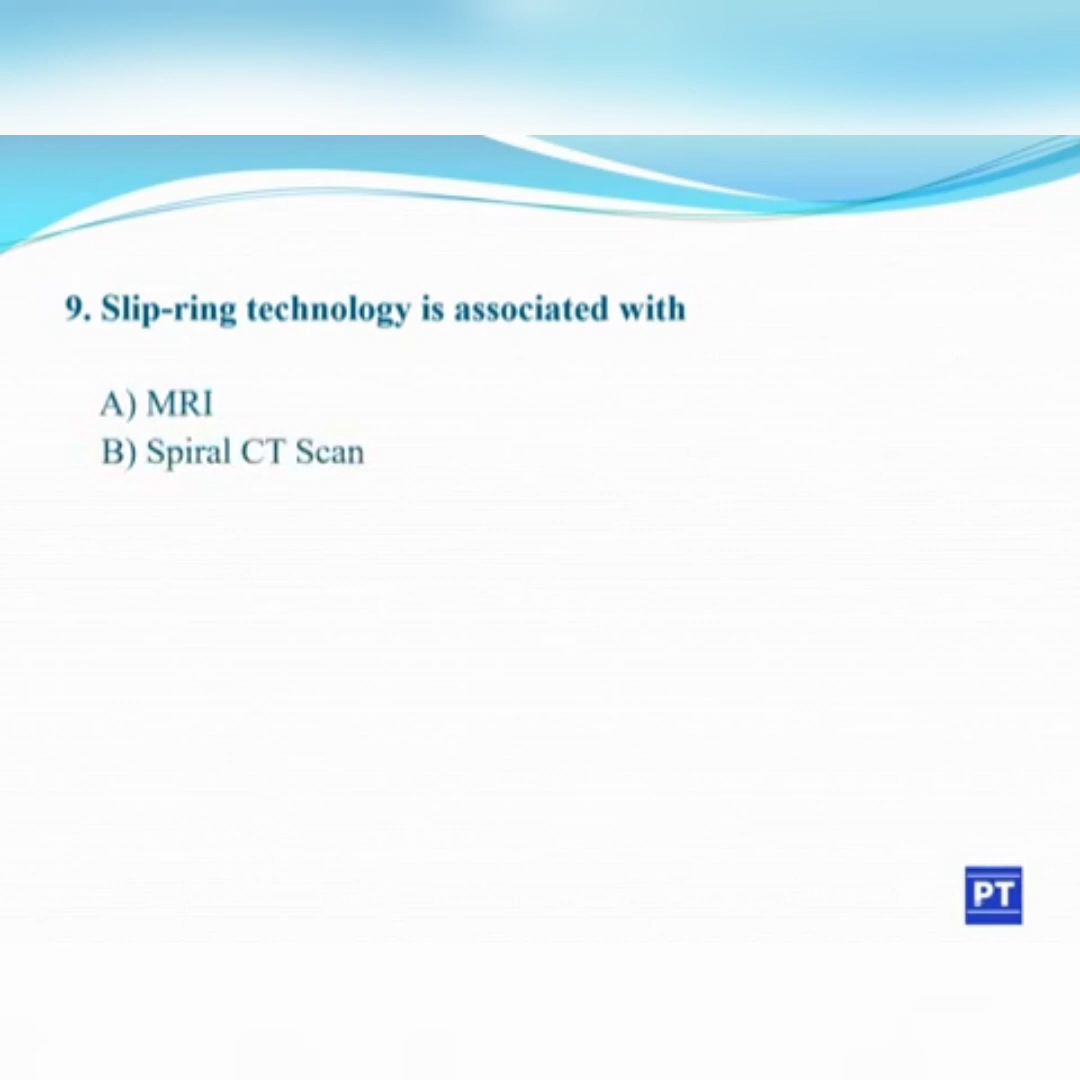 9. Slip-ring technology is associated with
A) MRI
B) Spiral CT Scan
PT